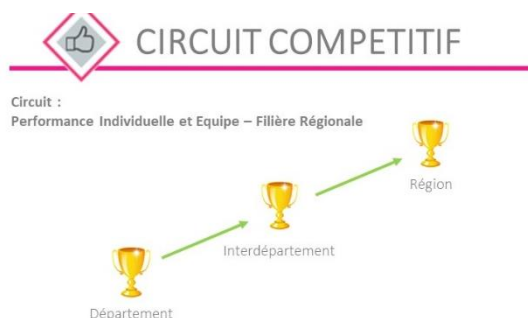 CIRCUIT COMPETITIF
Circuit :
Performance Individuelle et Equipe – Filière Régionale
Région
Interdépartement
Département